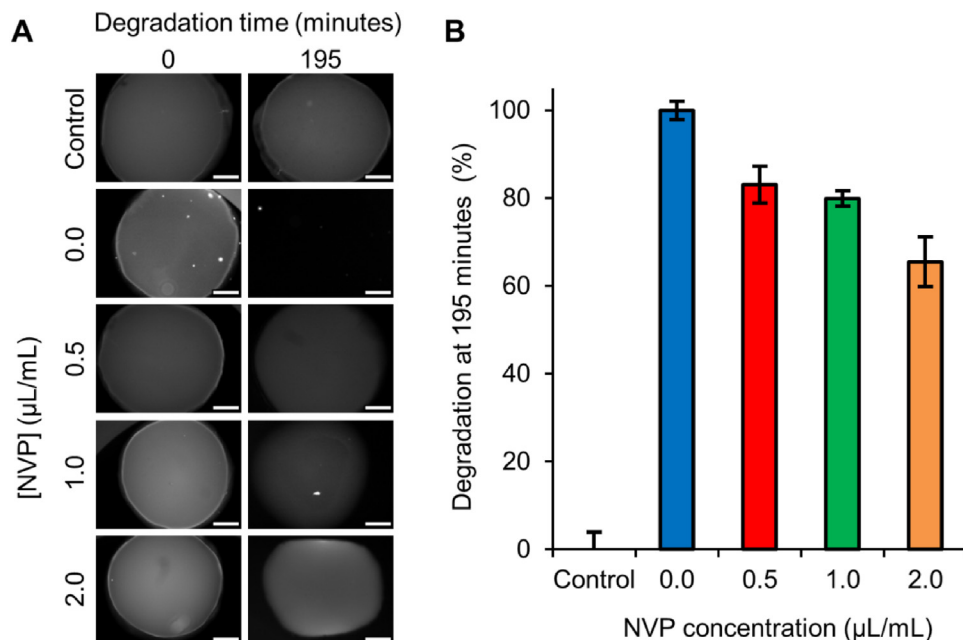 A
Degradation time (minutes)
0 195
Control
0.0
0.5
1.0
2.0
[NVP] (µL/mL)
B
Degradation at 195 minutes (%)
100
80
60
40
20
0
Control 0.0 0.5 1.0 2.0
NVP concentration (µL/mL)